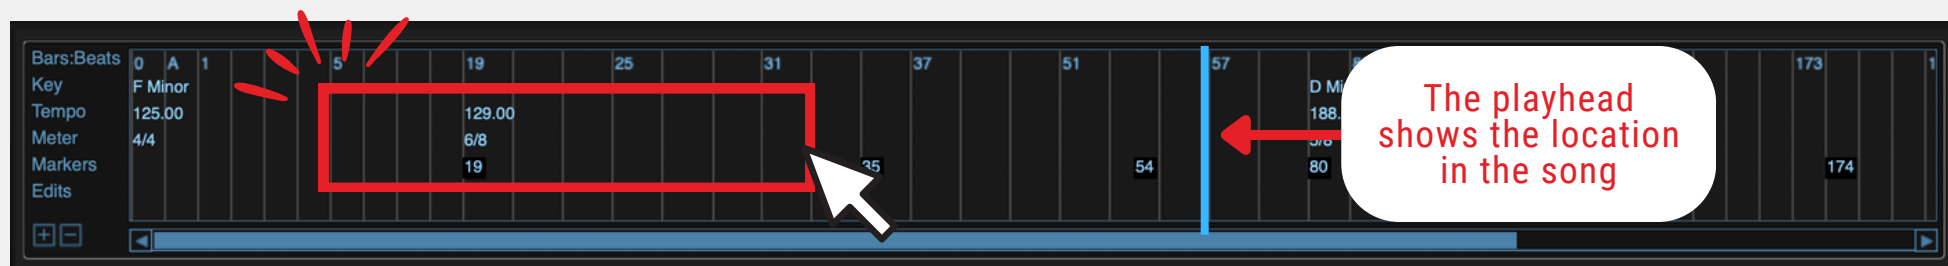 Bars:Beats 0 A 1 5 19 25 31 37 51 57 173 1
Key F Minor D Mi
Tempo 125.00 129.00 188.
Meter 4/4 6/8
Markers 19 35 54 80 174
Edits
The playhead
shows the location
in the song